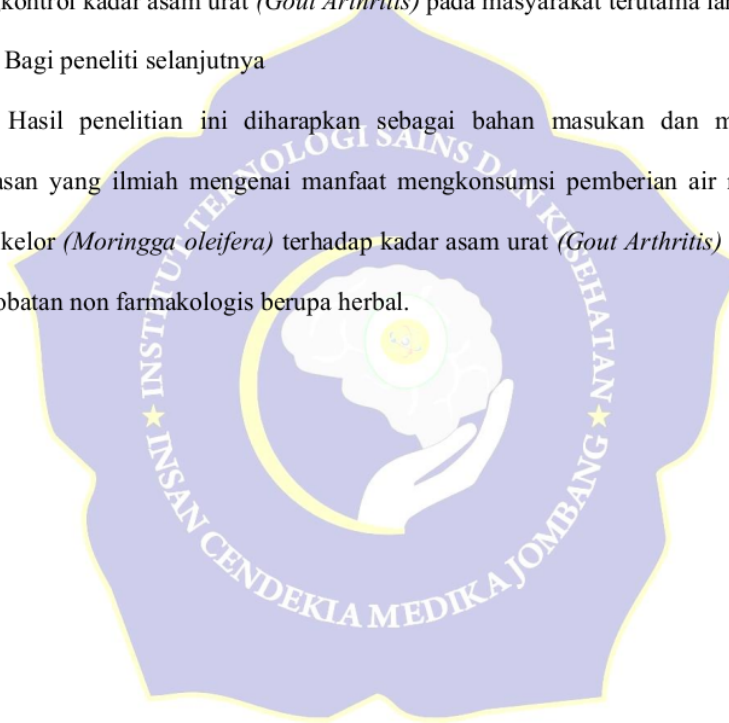 kontrol kadar asam urat (Gout Arthritis) pada masyarakat terutama
Bagi peneliti selanjutnya
Hasil penelitian ini diharapkan sebagai bahan masukan dan
asan yang ilmiah mengenai manfaat mengkonsumsi pemberian air
kelor (Moringga oleifera) terhadap kadar asam urat (Gout Arthritis)
obatan non farmakologis berupa herbal.
INSTITUT TEKNOLOGI SAINS DAN KESEHATAN
INSAN CENDEKIA MEDIKA JOMBANG